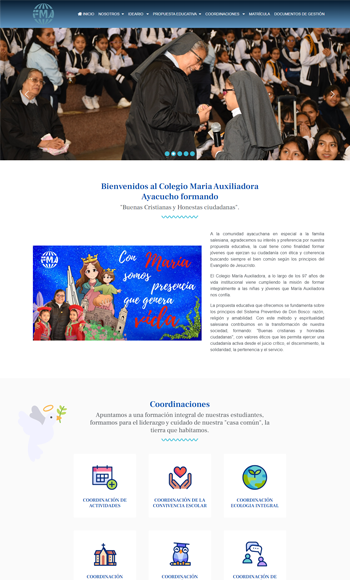 FMA
INICIO NOSOTROS IDEARIO PROPUESTA EDUCATIVA COORDINACIONES MATRÍCULA DOCUMENTOS DE GESTIÓN
Bienvenidos al Colegio Maria Auxiliadora
Ayacucho formando
"Buenas Cristianas y Honestas ciudadanas".
FMA
Con María
somos
presencia
que genera
vida
A la comunidad ayacuchana en especial a la familia
salesiana, agradecemos su interés y preferencia por nuestra
propuesta educativa, la cual tiene como finalidad formar
jóvenes que ejerzan su ciudadanía con ética y coherencia
buscando siempre el bien común según los principios del
Evangelio de Jesucristo.
El Colegio María Auxiliadora, a lo largo de los 97 años de
vida institucional viene cumpliendo la misión de formar
integralmente a las niñas y jóvenes que María Auxiliadora
nos confía.
La propuesta educativa que ofrecemos se fundamenta sobre
los principios del Sistema Preventivo de Don Bosco: razón,
religión y amabilidad. Con este método y espiritualidad
salesiana contribuimos en la transformación de nuestra
sociedad, formando "Buenas cristianas y honradas
ciudadanas", con valores éticos que les permita ejercer una
ciudadanía activa desde el juicio crítico, el discernimiento, la
solidaridad, la pertenencia y el servicio.
Coordinaciones
Apuntamos a una formación integral de nuestras estudiantes,
formamos para el liderazgo y cuidado de nuestra "casa común", la
tierra que habitamos.
COORDINACIÓN DE
ACTIVIDADES
COORDINACIÓN DE LA
CONVIVENCIA ESCOLAR
COORDINACIÓN
ECOLOGIA INTEGRAL
COORDINACIÓN
COORDINACIÓN
COORDINACIÓN DE